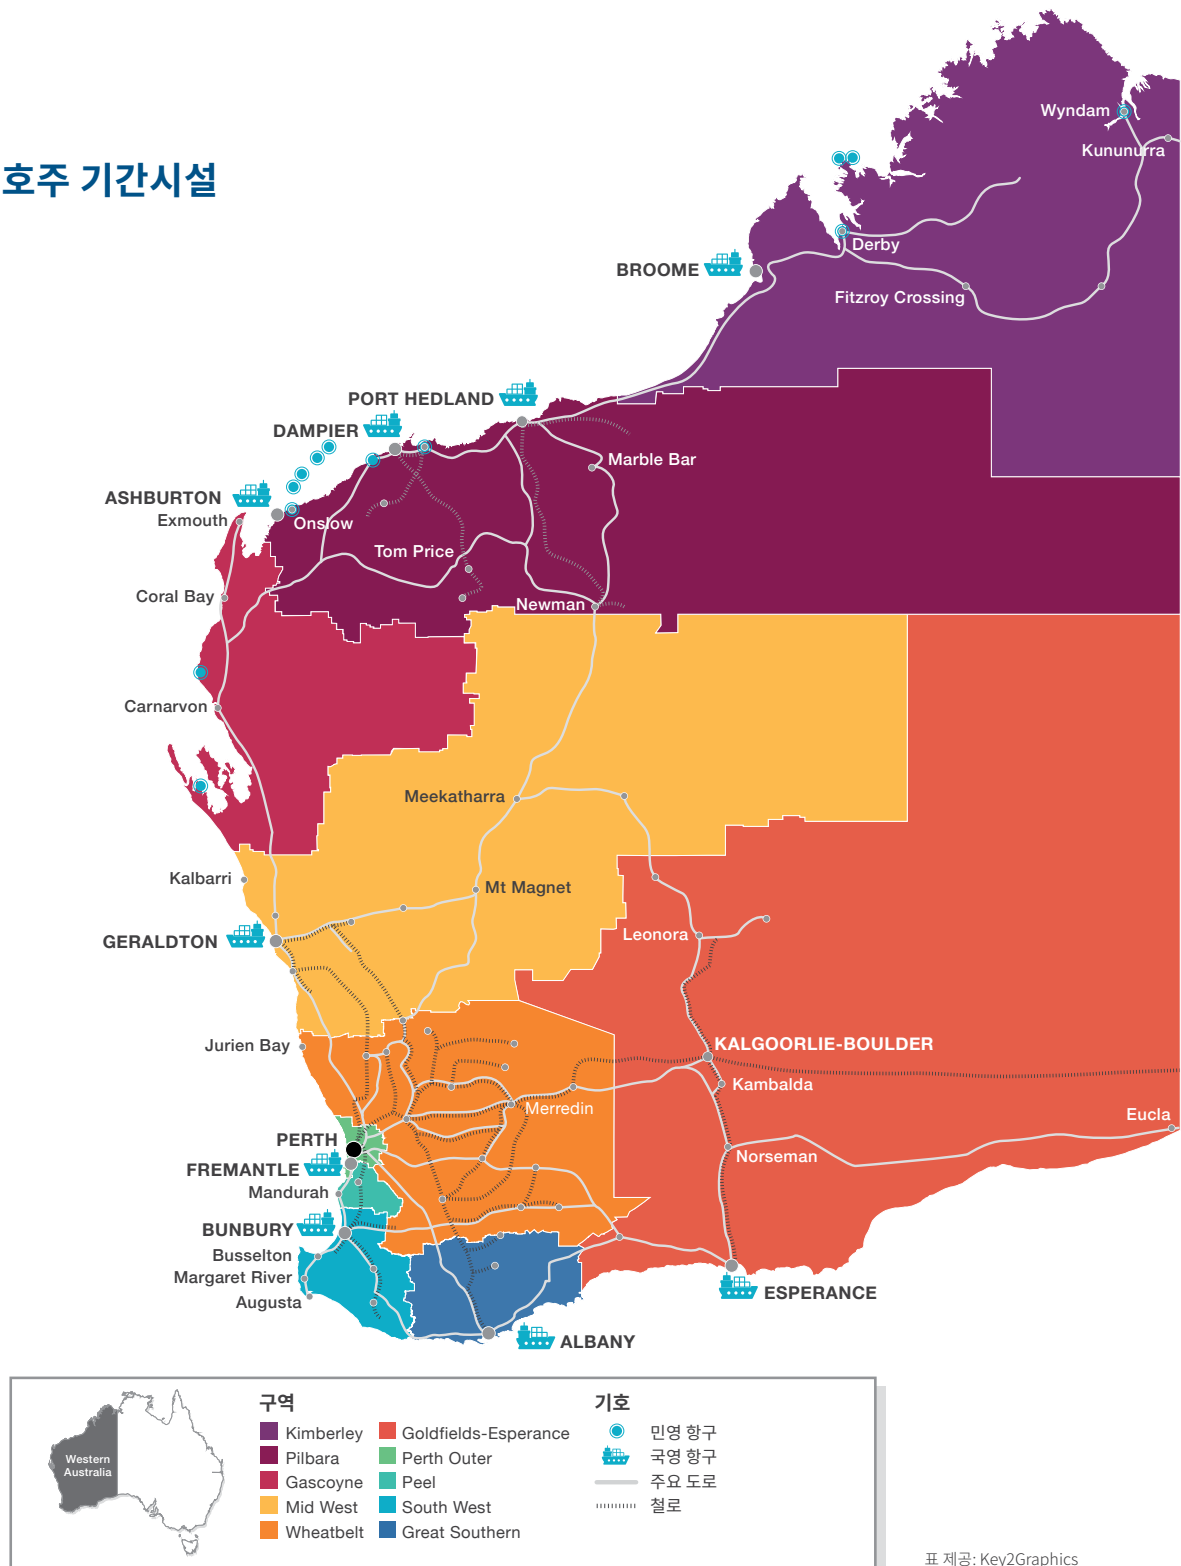 호주 기간시설
Wyndam
Kununurra
Derby
BROOME
Fitzroy Crossing
PORT HEDLAND
DAMPIER
Marble Bar
ASHBURTON
Exmouth
Onslow
Tom Price
Coral Bay
Newman
Carnarvon
Meekatharra
Kalbarri
Mt Magnet
Leonora
GERALDTON
Jurien Bay
KALGOORLIE-BOULDER
Kambalda
Merredin
Eucla
PERTH
Norseman
FREMANTLE
Mandurah
BUNBURY
Busselton
Margaret River
Augusta
ESPERANCE
ALBANY
Western
Australia
구역
Kimberley
Pilbara
Gascoyne
Mid West
Wheatbelt
Goldfields-Esperance
Perth Outer
Peel
South West
Great Southern
기호
민영 항구
국영 항구
주요 도로
철로
표 제공: Key2Graphics